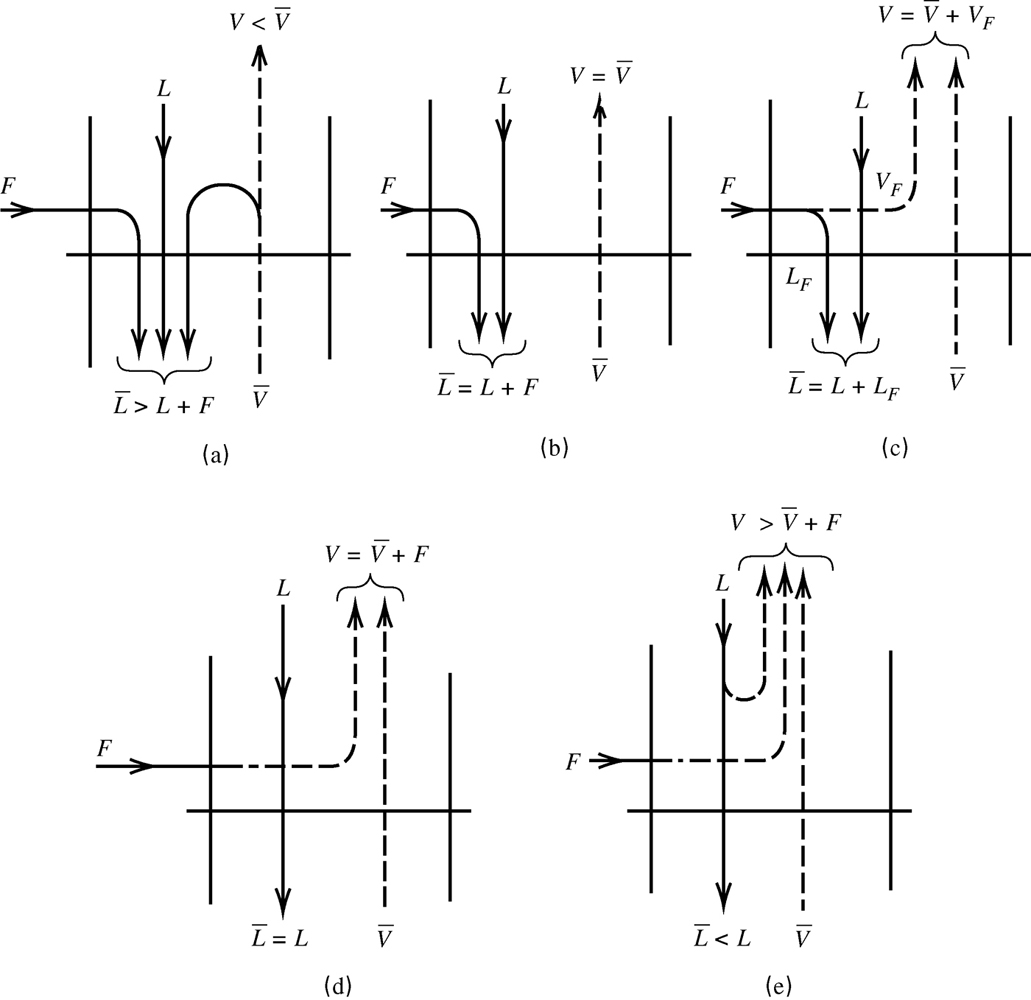 V < V̅
L
F
L̅ > L + F
V̅
(a)
V = V̅
L
F
L̅ = L + F
V̅
(b)
V = V̅ + V_F
L
F
V_F
L_F
L̅ = L + L_F
V̅
(c)
V = V̅ + F
L
F
L̅ = L
V̅
(d)
V > V̅ + F
L
F
L̅ < L
V̅
(e)